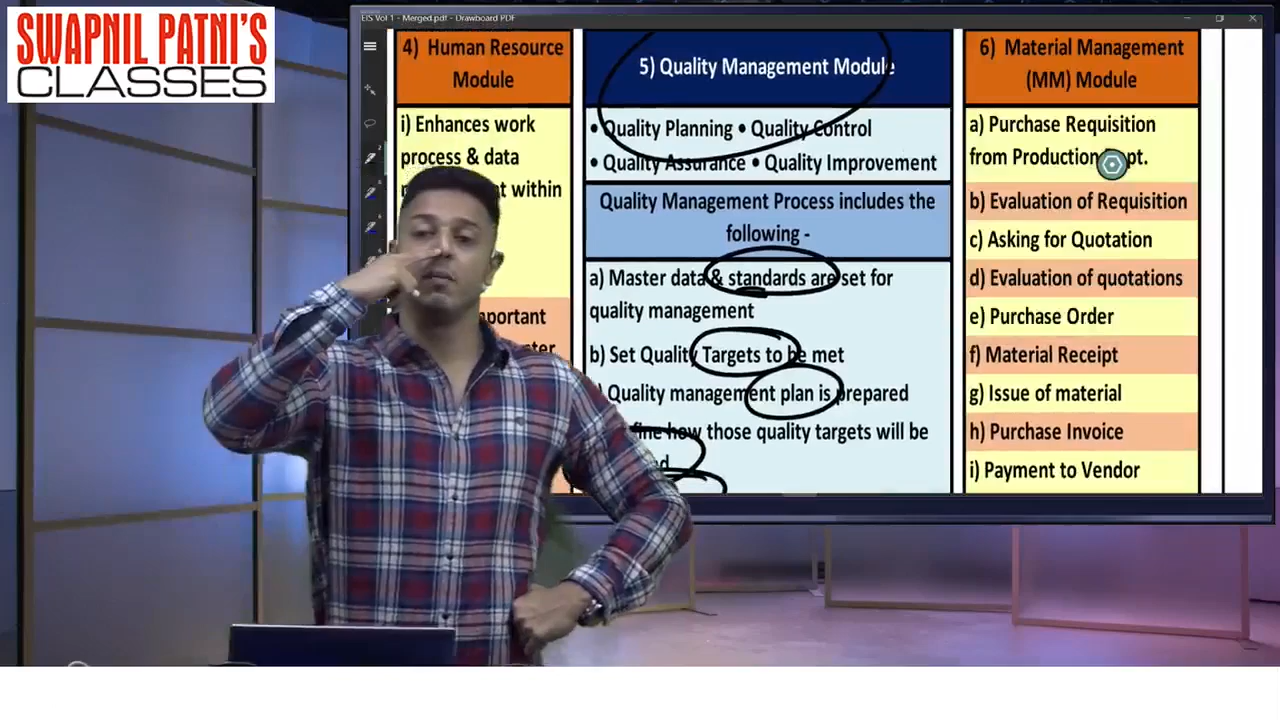 SWAPNIL PATNI'S
CLASSES
EIS Vol 1 - Merged.pdf - Drawboard PDF
4) Human Resource
Module
i) Enhances work
process & data
within
important
5) Quality Management Module
• Quality Planning • Quality Control
• Quality Assurance • Quality Improvement
Quality Management Process includes the
following -
a) Master data & standards are set for
quality management
b) Set Quality Targets to be met
Quality management plan is prepared
how those quality targets will be
6) Material Management
(MM) Module
a) Purchase Requisition
from Production
b) Evaluation of Requisition
c) Asking for Quotation
d) Evaluation of quotations
e) Purchase Order
f) Material Receipt
g) Issue of material
h) Purchase Invoice
i) Payment to Vendor